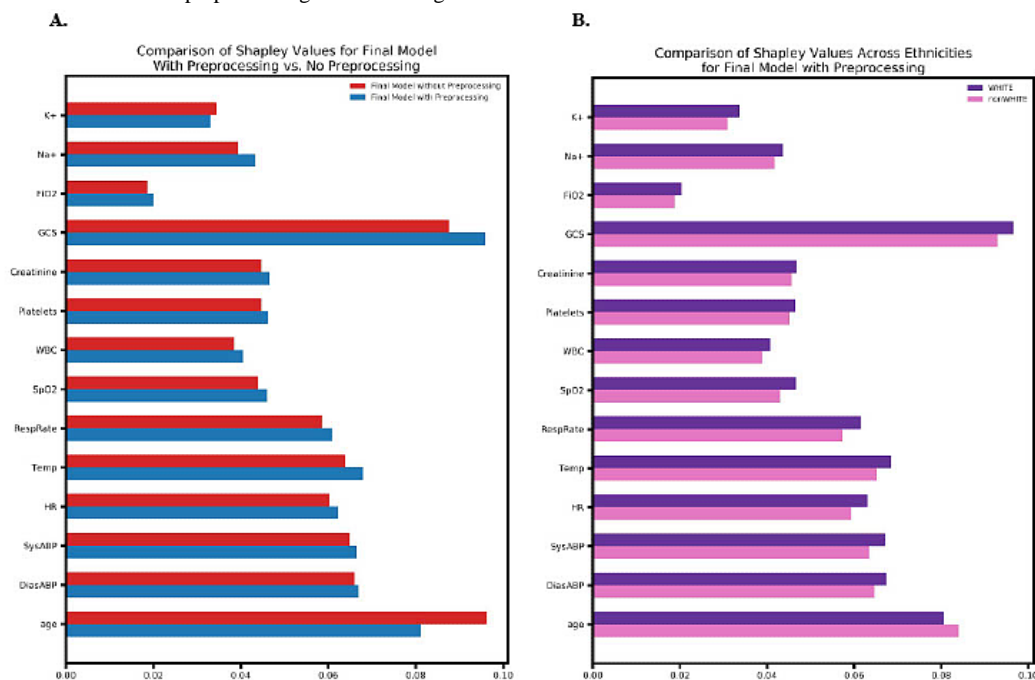 A.
Comparison of Shapley Values for Final Model
With Preprocessing vs. No Preprocessing
Final Model without Preprocessing
Final Model with Preprocessing
K+
Na+
FiO2
GCS
Creatinine
Platelets
WBC
SpO2
RespRate
Temp
HR
SysABP
DiasABP
age
0.00 0.02 0.04 0.06 0.08 0.10
B.
Comparison of Shapley Values Across Ethnicities
for Final Model with Preprocessing
WHITE
nonWHITE
K+
Na+
FiO2
GCS
Creatinine
Platelets
WBC
SpO2
RespRate
Temp
HR
SysABP
DiasABP
age
0.00 0.02 0.04 0.06 0.08